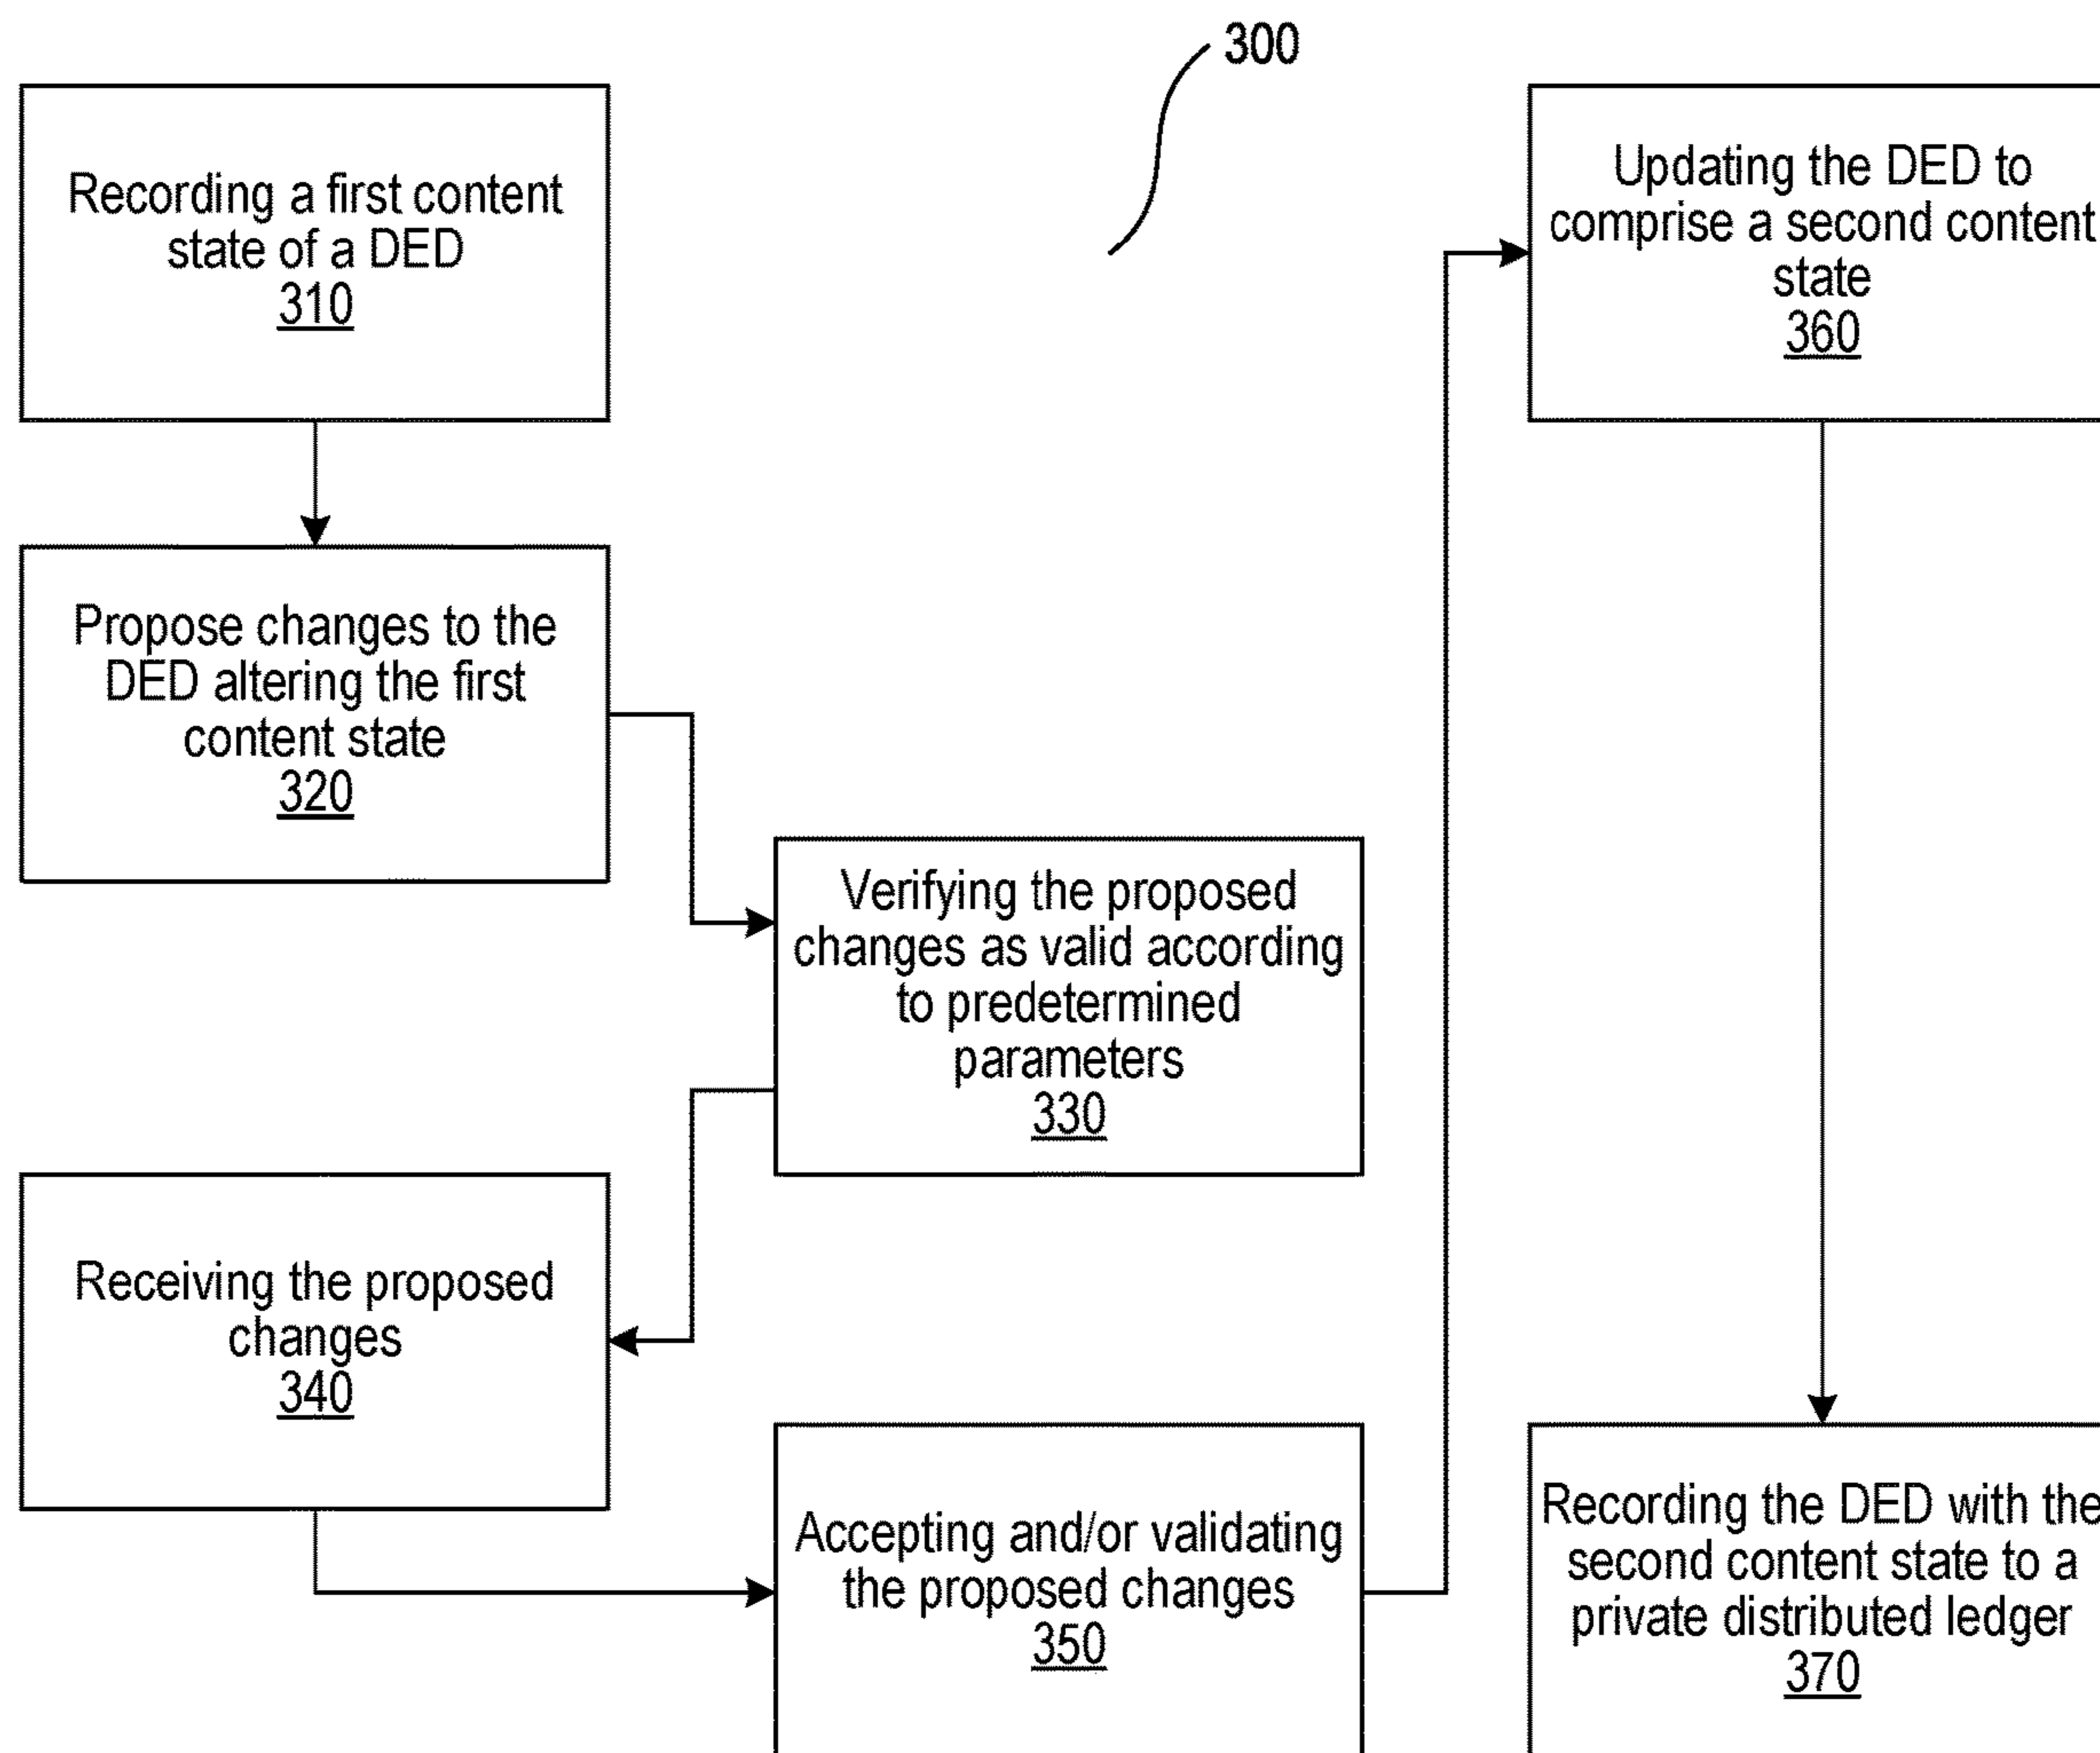 300
Recording a first content
state of a DED
310
Propose changes to the
DED altering the first
content state
320
Verifying the proposed
changes as valid according
to predetermined
parameters
330
Receiving the proposed
changes
340
Accepting and/or validating
the proposed changes
350
Updating the DED to
comprise a second content
state
360
Recording the DED with the
second content state to a
private distributed ledger
370